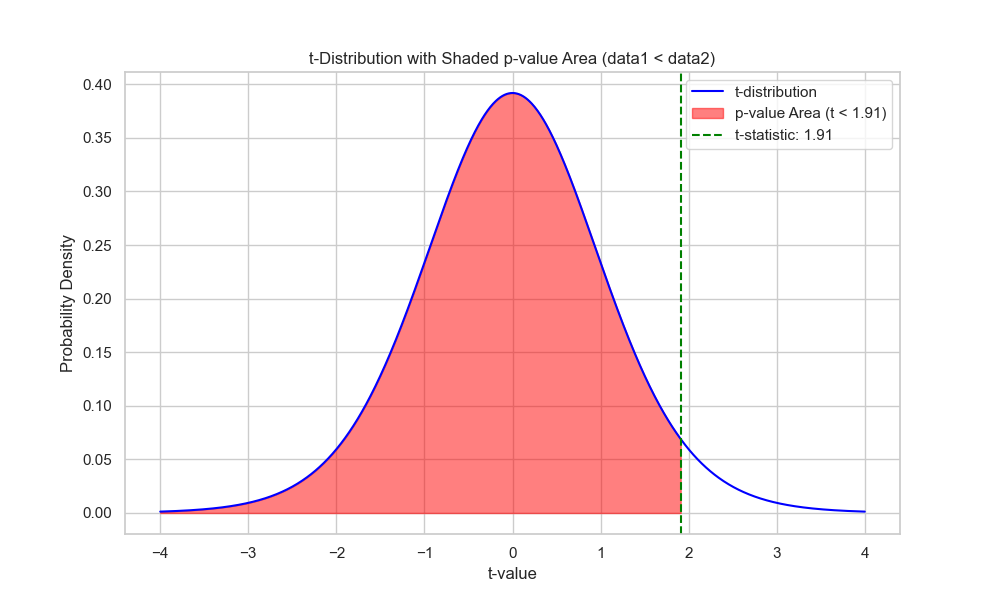 t-Distribution with Shaded p-value Area (data1 < data2)
t-distribution
p-value Area (t < 1.91)
t-statistic: 1.91
0.40
0.35
0.30
0.25
0.20
0.15
0.10
0.05
0.00
Probability Density
−4 −3 −2 −1 0 1 2 3 4
t-value